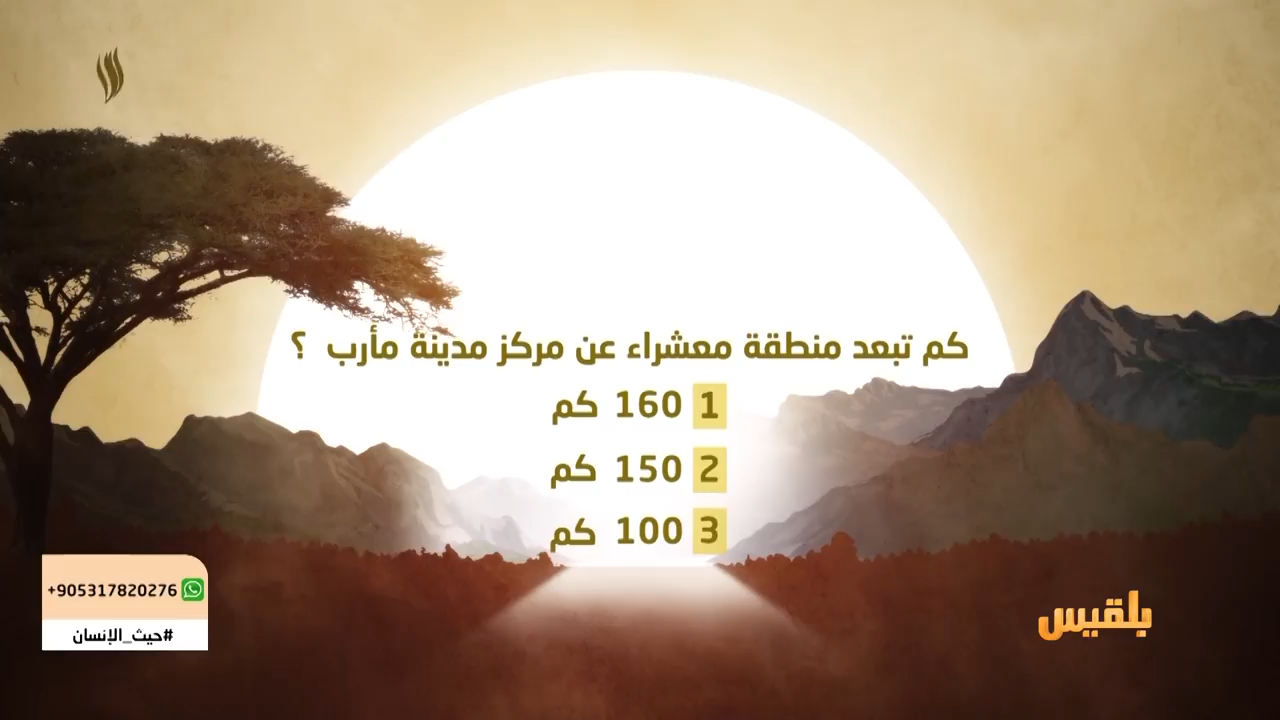 كم تبعد منطقة معشراء عن مركز مدينة مأرب ؟
1 160 كم
2 150 كم
3 100 كم
+905317820276
#حيث_الإنسان
بلقيس